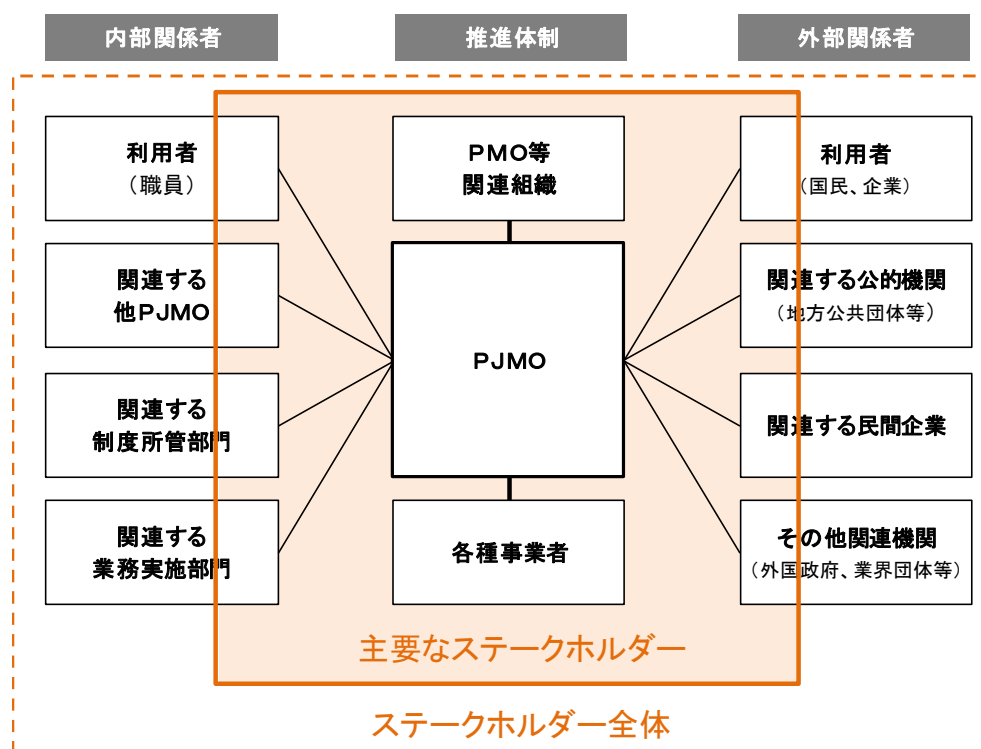 内部関係者
推進体制
外部関係者
利用者
（職員）
ＰＭＯ等
関連組織
利用者
（国民、企業）
関連する
他ＰＪＭＯ
ＰＪＭＯ
関連する公的機関
（地方公共団体等）
関連する
制度所管部門
関連する民間企業
関連する
業務実施部門
各種事業者
その他関連機関
（外国政府、業界団体等）
主要なステークホルダー
ステークホルダー全体